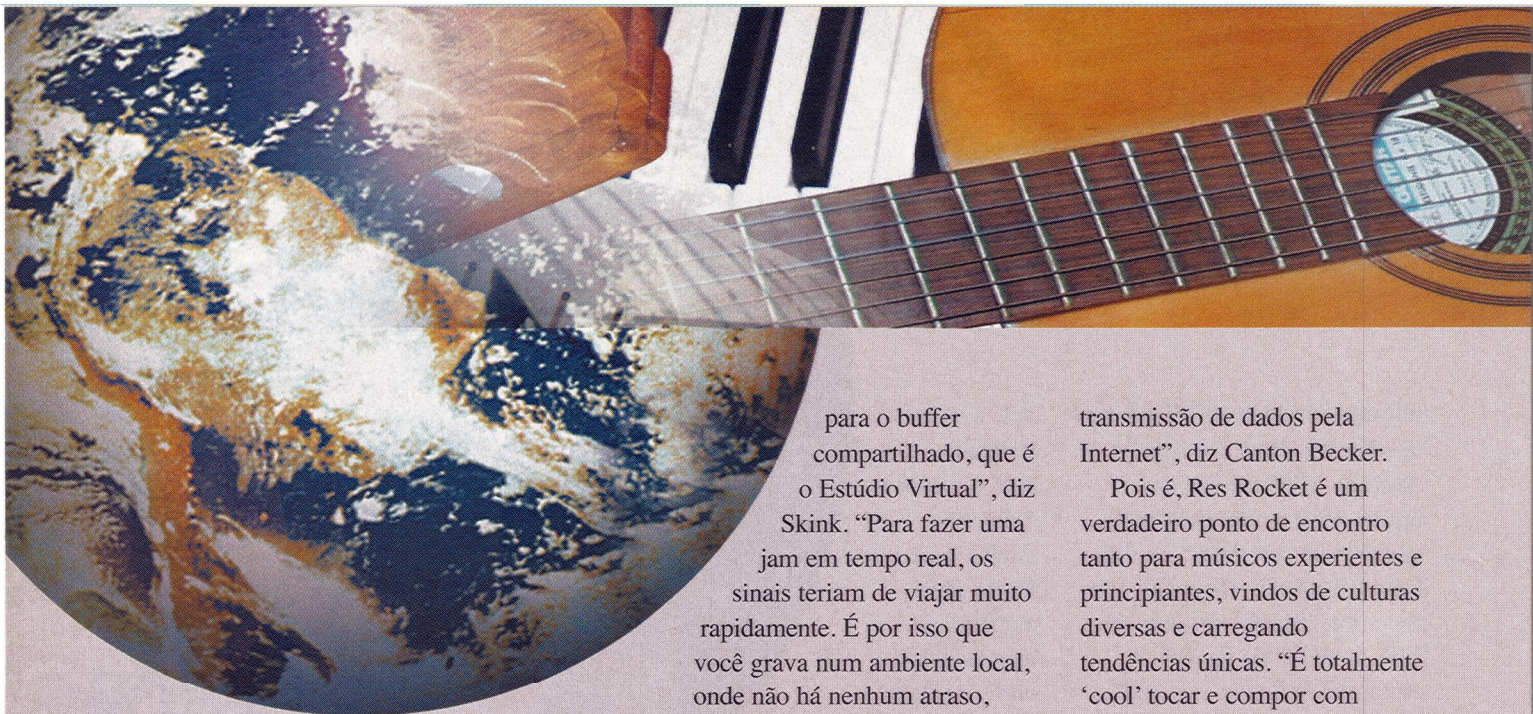 para o buffer
compartilhado, que é
o Estúdio Virtual”, diz
Skink. “Para fazer uma
jam em tempo real, os
sinais teriam de viajar muito
rapidamente. É por isso que
você grava num ambiente local,
onde não há nenhum atraso,
transmissão de dados pela
Internet”, diz Canton Becker.
Pois é, Res Rocket é um
verdadeiro ponto de encontro
tanto para músicos experientes e
principiantes, vindos de culturas
diversas e carregando
tendências únicas. “É totalmente
‘cool’ tocar e compor com